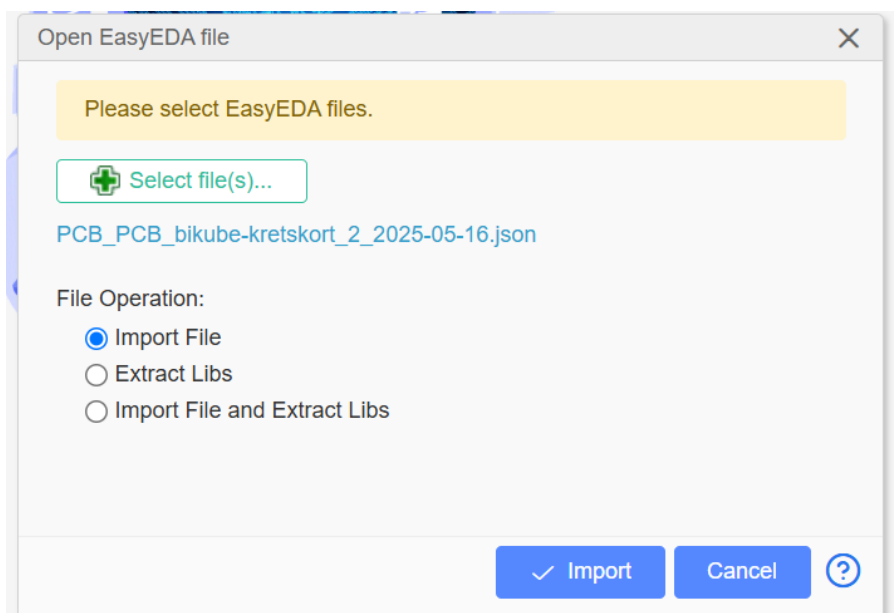 Open EasyEDA file
Please select EasyEDA files.
Select file(s)...
PCB_PCB_bikube-kretskort_2_2025-05-16.json
File Operation:
Import File
Extract Libs
Import File and Extract Libs
Import
Cancel
?